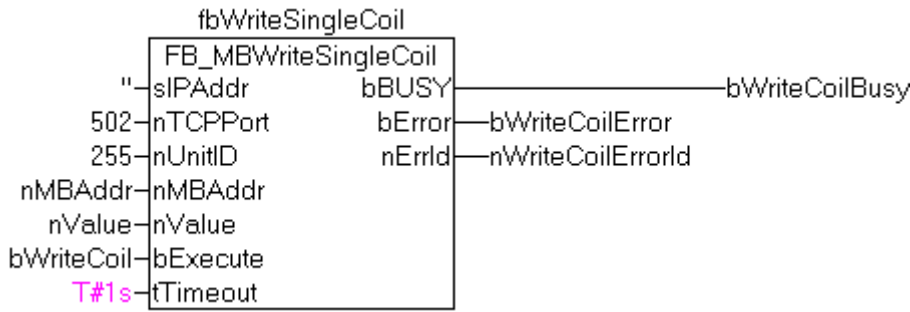 fbWriteSingleCoil
FB_MBWriteSingleCoil
''-sIPAddr bBUSY bWriteCoilBusy
502 nTCPPort bError bWriteCoilError
255 nUnitID nErrId nWriteCoilErrorId
nMBAddr nMBAddr
nValue nValue
bWriteCoil bExecute
T#1s tTimeout